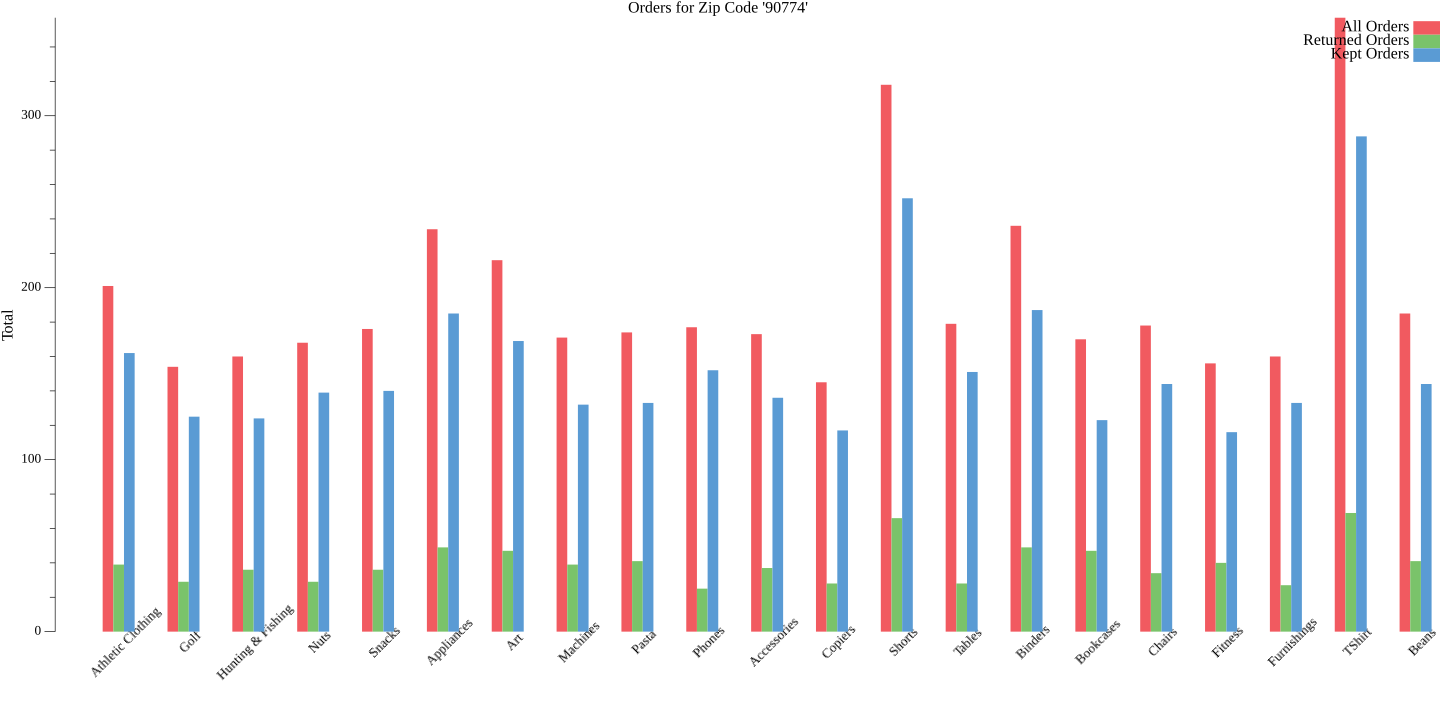 Orders for Zip Code '90774'
All Orders
Returned Orders
Kept Orders
300
200
100
0
Total
Athletic Clothing
Golf
Hunting & Fishing
Nuts
Snacks
Appliances
Art
Machines
Pasta
Phones
Accessories
Copiers
Shorts
Tables
Binders
Bookcases
Chairs
Fitness
Furnishings
TShirt
Beans